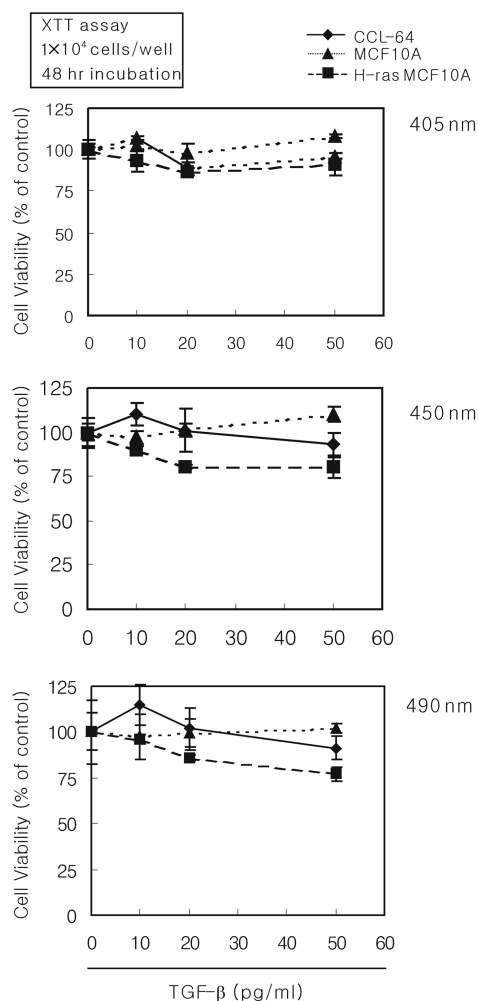 XTT assay
1×10⁴ cells/well
48 hr incubation
CCL-64
MCF10A
H-ras MCF10A
405 nm
Cell Viability (% of control)
125
100
75
50
25
0
0 10 20 30 40 50 60
450 nm
Cell Viability (% of control)
125
100
75
50
25
0
0 10 20 30 40 50 60
490 nm
Cell Viability (% of control)
125
100
75
50
25
0
0 10 20 30 40 50 60
TGF-β (pg/ml)